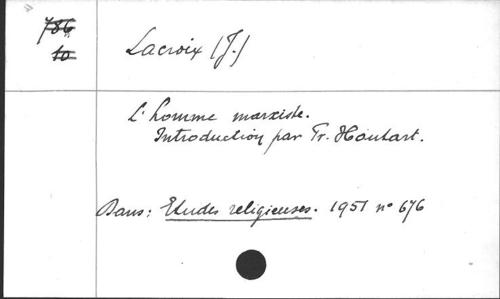 786
10
Lacroix (J.)
L'homme marxiste.
Introduction par Fr. Houtart.
Dans: Etudes religieuses. 1951 n° 676